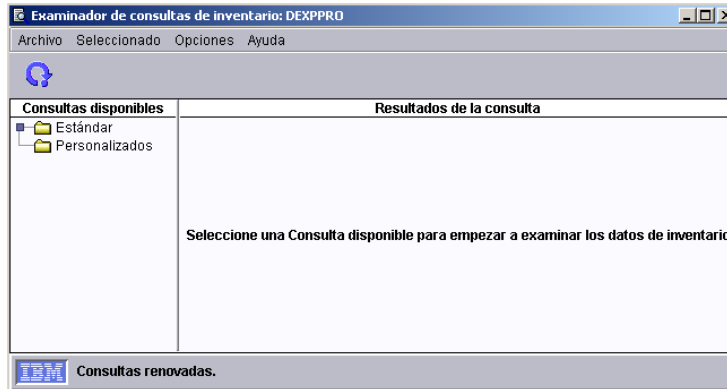 Examinador de consultas de inventario: DEXPPRO
Archivo Seleccionado Opciones Ayuda
Consultas disponibles
Resultados de la consulta
Estándar
Personalizados
Seleccione una Consulta disponible para empezar a examinar los datos de inventario
IBM
Consultas renovadas.